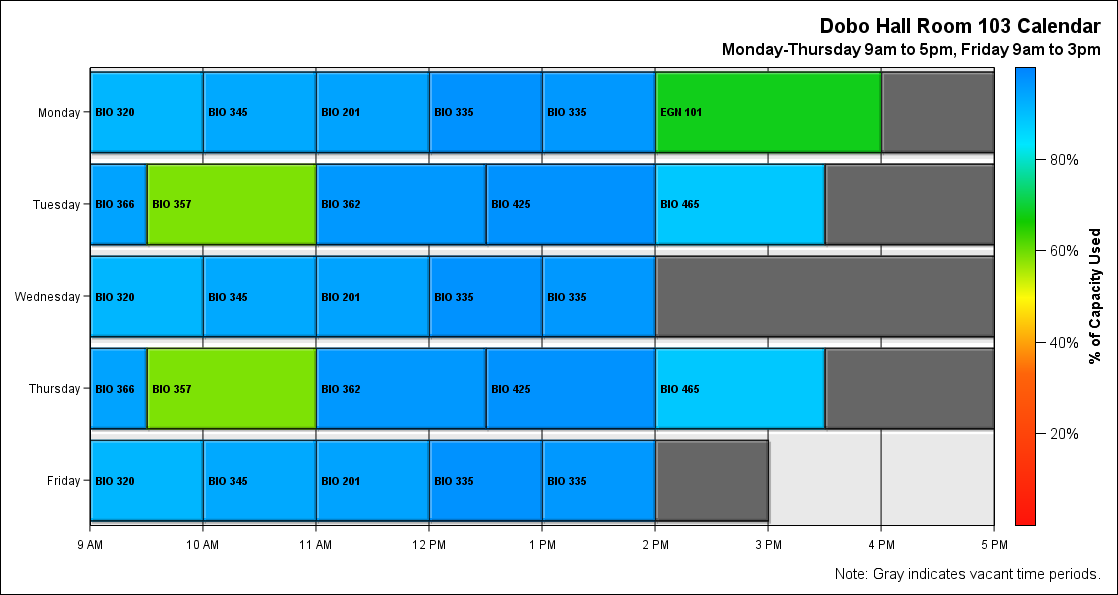 Dobo Hall Room 103 Calendar
Monday-Thursday 9am to 5pm, Friday 9am to 3pm
Monday
BIO 320 BIO 345 BIO 201 BIO 335 BIO 335 EGN 101
Tuesday
BIO 366 BIO 357 BIO 362 BIO 425 BIO 465
Wednesday
BIO 320 BIO 345 BIO 201 BIO 335 BIO 335
Thursday
BIO 366 BIO 357 BIO 362 BIO 425 BIO 465
Friday
BIO 320 BIO 345 BIO 201 BIO 335 BIO 335
9 AM 10 AM 11 AM 12 PM 1 PM 2 PM 3 PM 4 PM 5 PM
80%
60%
40%
20%
% of Capacity Used
Note: Gray indicates vacant time periods.